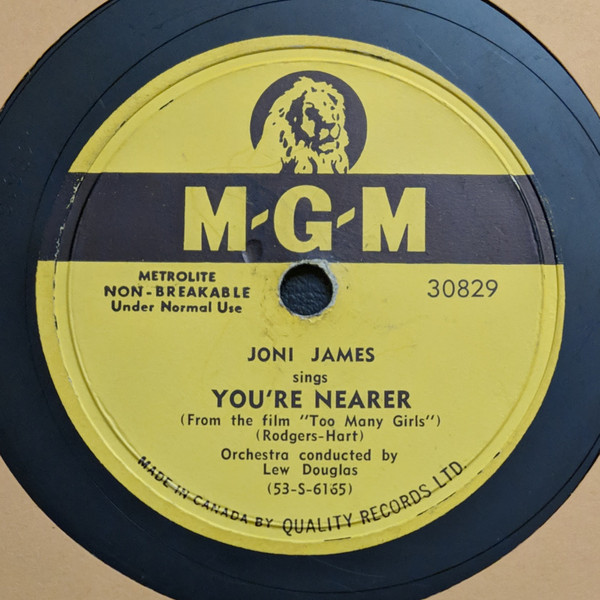 M-G-M
METROLITE
NON-BREAKABLE
Under Normal Use
30829
JONI JAMES
sings
YOU'RE NEARER
(From the film "Too Many Girls")
(Rodgers-Hart)
Orchestra conducted by
Lew Douglas
(53-S-6165)
MADE IN CANADA BY QUALITY RECORDS LTD.